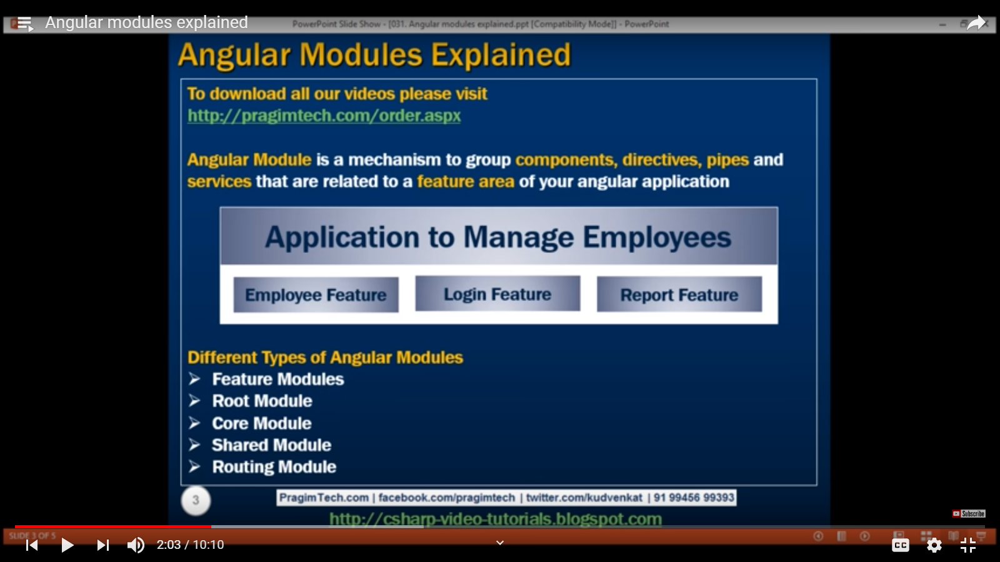 Angular modules explained
PowerPoint Slide Show - [031. Angular modules explained.ppt [Compatibility Mode]] - PowerPoint
Angular Modules Explained
To download all our videos please visit
http://pragimtech.com/order.aspx
Angular Module is a mechanism to group components, directives, pipes and
services that are related to a feature area of your angular application
Application to Manage Employees
Employee Feature
Login Feature
Report Feature
Different Types of Angular Modules
Feature Modules
Root Module
Core Module
Shared Module
Routing Module
3
PragimTech.com | facebook.com/pragimtech | twitter.com/kudvenkat | 91 99456 99393
http://csharp-video-tutorials.blogspot.com
Subscribe
SLIDE 3 OF 5
2:03 / 10:10
CC